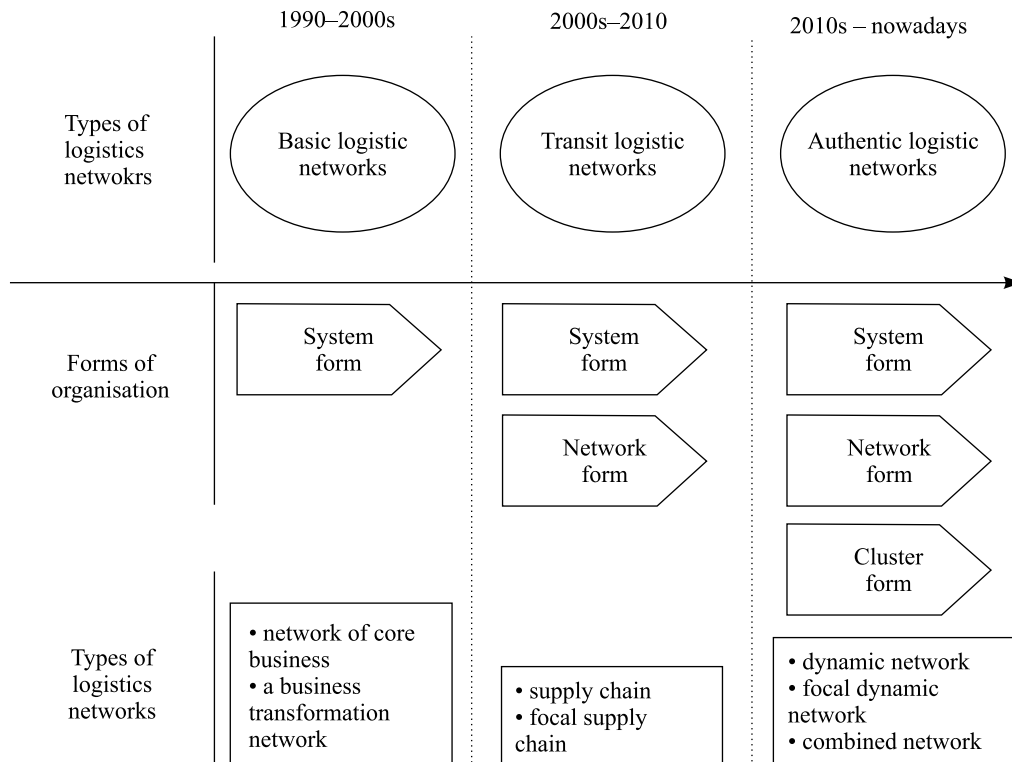 1990–2000s
2000s–2010
2010s – nowadays
Types of
logistics
netwokrs
Basic logistic
networks
Transit logistic
networks
Authentic logistic
networks
Forms of
organisation
System
form
System
form
System
form
Network
form
Network
form
Cluster
form
Types of
logistics
networks
• network of core
business
• a business
transformation
network
• supply chain
• focal supply
chain
• dynamic network
• focal dynamic
network
• combined network